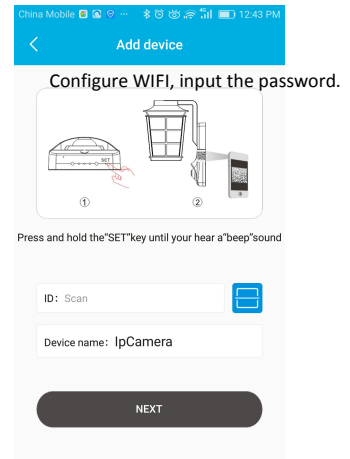 China Mobile ··· 12:43 PM
Add device
Configure WIFI, input the password.
SET
① ②
Press and hold the“SET”key until your hear a“beep”sound
ID: Scan
Device name: IpCamera
NEXT